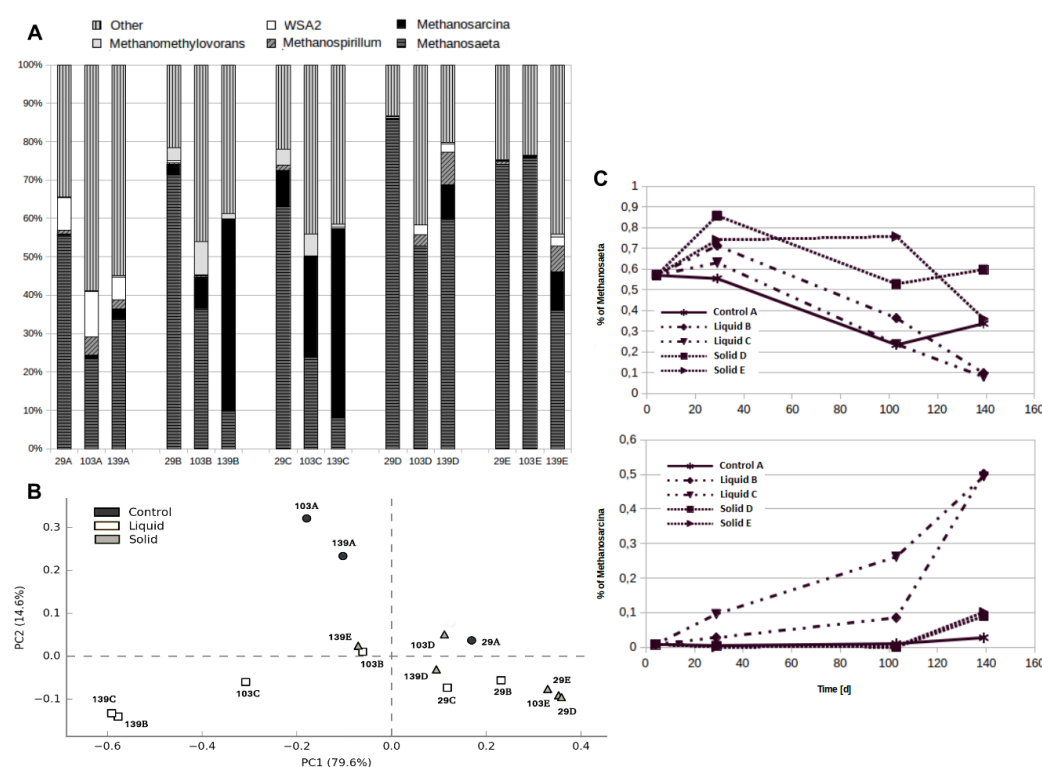 A
Other
WSA2
Methanosarcina
Methanomethylovorans
Methanospirillum
Methanosaeta
100%
90%
80%
70%
60%
50%
40%
30%
20%
10%
0%
29A 103A 139A 29B 103B 139B 29C 103C 139C 29D 103D 139D 29E 103E 139E
B
Control
Liquid
Solid
PC2 (14.6%)
0.3
0.2
0.1
0.0
−0.1
103A
139A
139E
103B
103D
29A
139D
103C
29C
29B
29E
103E
29D
139C
139B
−0.6 −0.4 −0.2 0.0 0.2 0.4
PC1 (79.6%)
C
% of Methanosaeta
1
0,9
0,8
0,7
0,6
0,5
0,4
0,3
0,2
0,1
0
Control A
Liquid B
Liquid C
Solid D
Solid E
0 20 40 60 80 100 120 140 160
% of Methanosarcina
0,6
0,5
0,4
0,3
0,2
0,1
0
Control A
Liquid B
Liquid C
Solid D
Solid E
0 20 40 60 80 100 120 140 160
Time [d]